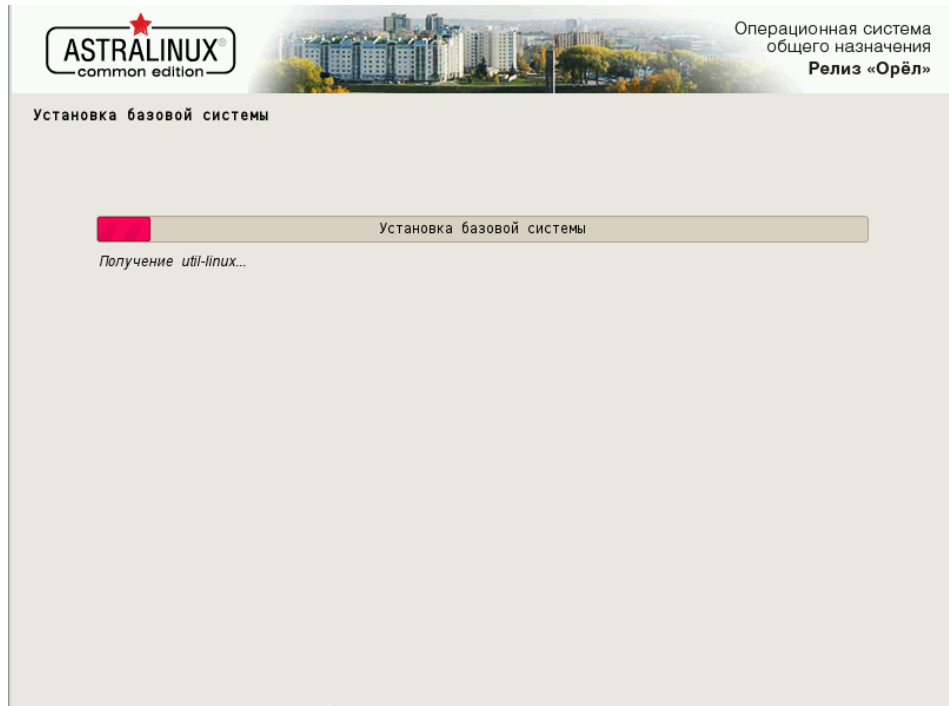 ASTRALINUX®
common edition
Операционная система
общего назначения
Релиз «Орёл»
Установка базовой системы
Установка базовой системы
Получение util-linux...